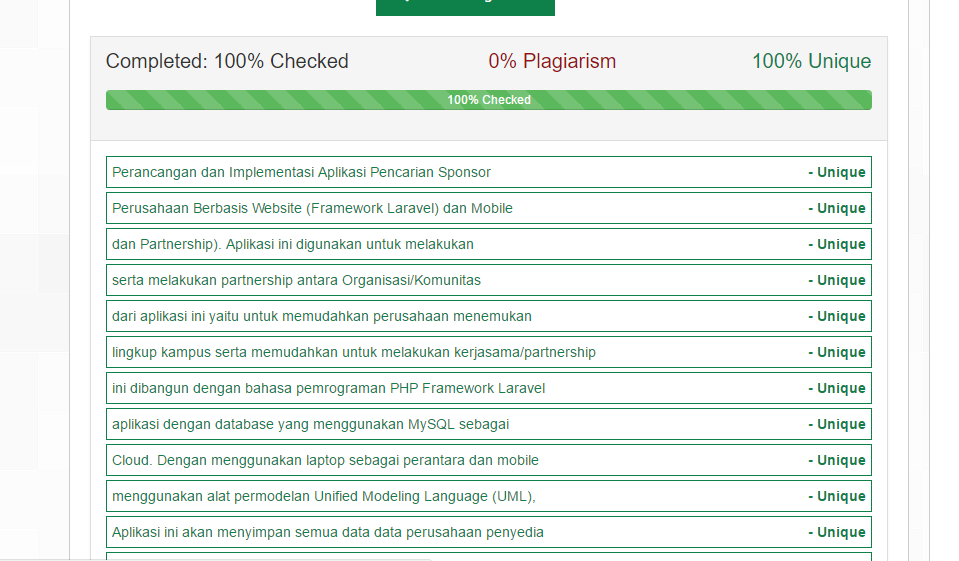 Completed: 100% Checked 0% Plagiarism 100% Unique
100% Checked
Perancangan dan Implementasi Aplikasi Pencarian Sponsor - Unique
Perusahaan Berbasis Website (Framework Laravel) dan Mobile - Unique
dan Partnership). Aplikasi ini digunakan untuk melakukan - Unique
serta melakukan partnership antara Organisasi/Komunitas - Unique
dari aplikasi ini yaitu untuk memudahkan perusahaan menemukan - Unique
lingkup kampus serta memudahkan untuk melakukan kerjasama/partnership - Unique
ini dibangun dengan bahasa pemrograman PHP Framework Laravel - Unique
aplikasi dengan database yang menggunakan MySQL sebagai - Unique
Cloud. Dengan menggunakan laptop sebagai perantara dan mobile - Unique
menggunakan alat permodelan Unified Modeling Language (UML), - Unique
Aplikasi ini akan menyimpan semua data data perusahaan penyedia - Unique